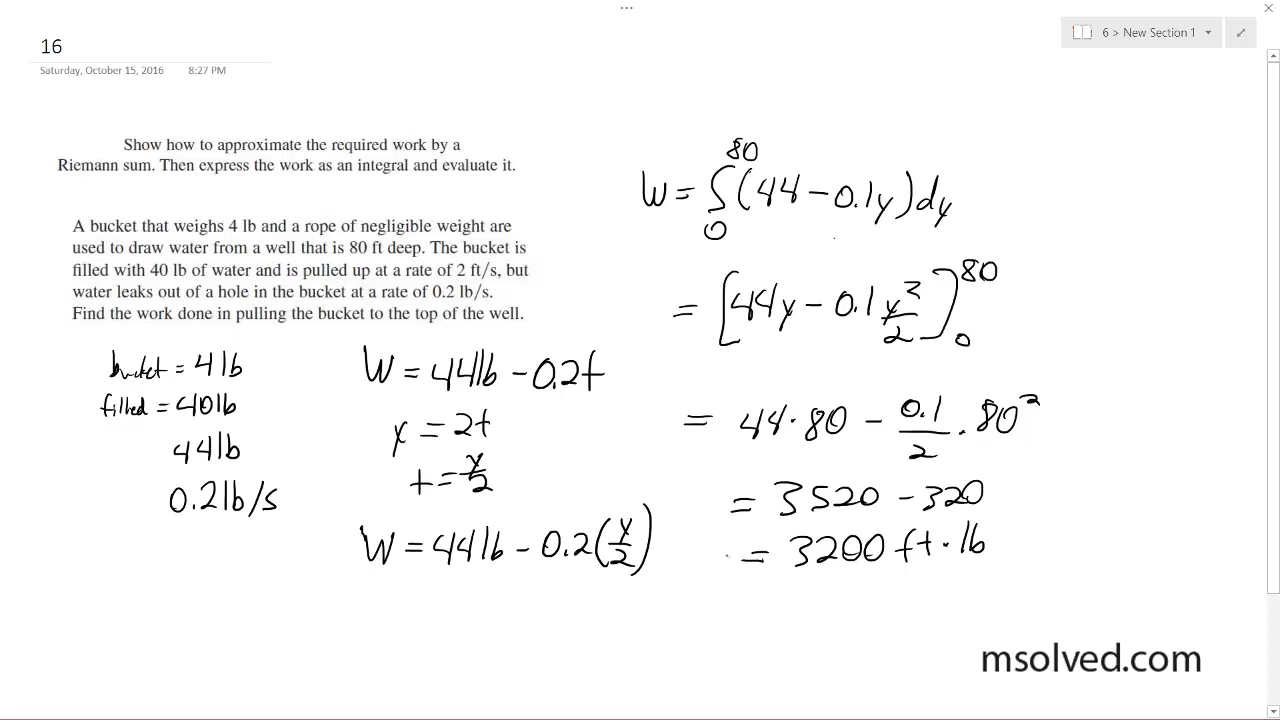 6 > New Section 1
16
Saturday, October 15, 2016 8:27 PM
Show how to approximate the required work by a
Riemann sum. Then express the work as an integral and evaluate it.
A bucket that weighs 4 lb and a rope of negligible weight are
used to draw water from a well that is 80 ft deep. The bucket is
filled with 40 lb of water and is pulled up at a rate of 2 ft/s, but
water leaks out of a hole in the bucket at a rate of 0.2 lb/s.
Find the work done in pulling the bucket to the top of the well.
bucket = 4 lb
filled = 40 lb
44 lb
0.2 lb/s
W = 44 lb - 0.2t
y = 2t
t = y/2
W = 44 lb - 0.2(y/2)
W = ∫₀⁸⁰ (44 - 0.1y) dy
= [44y - 0.1 y²/2]₀⁸⁰
= 44·80 - 0.1/2 · 80²
= 3520 - 320
= 3200 ft·lb
msolved.com